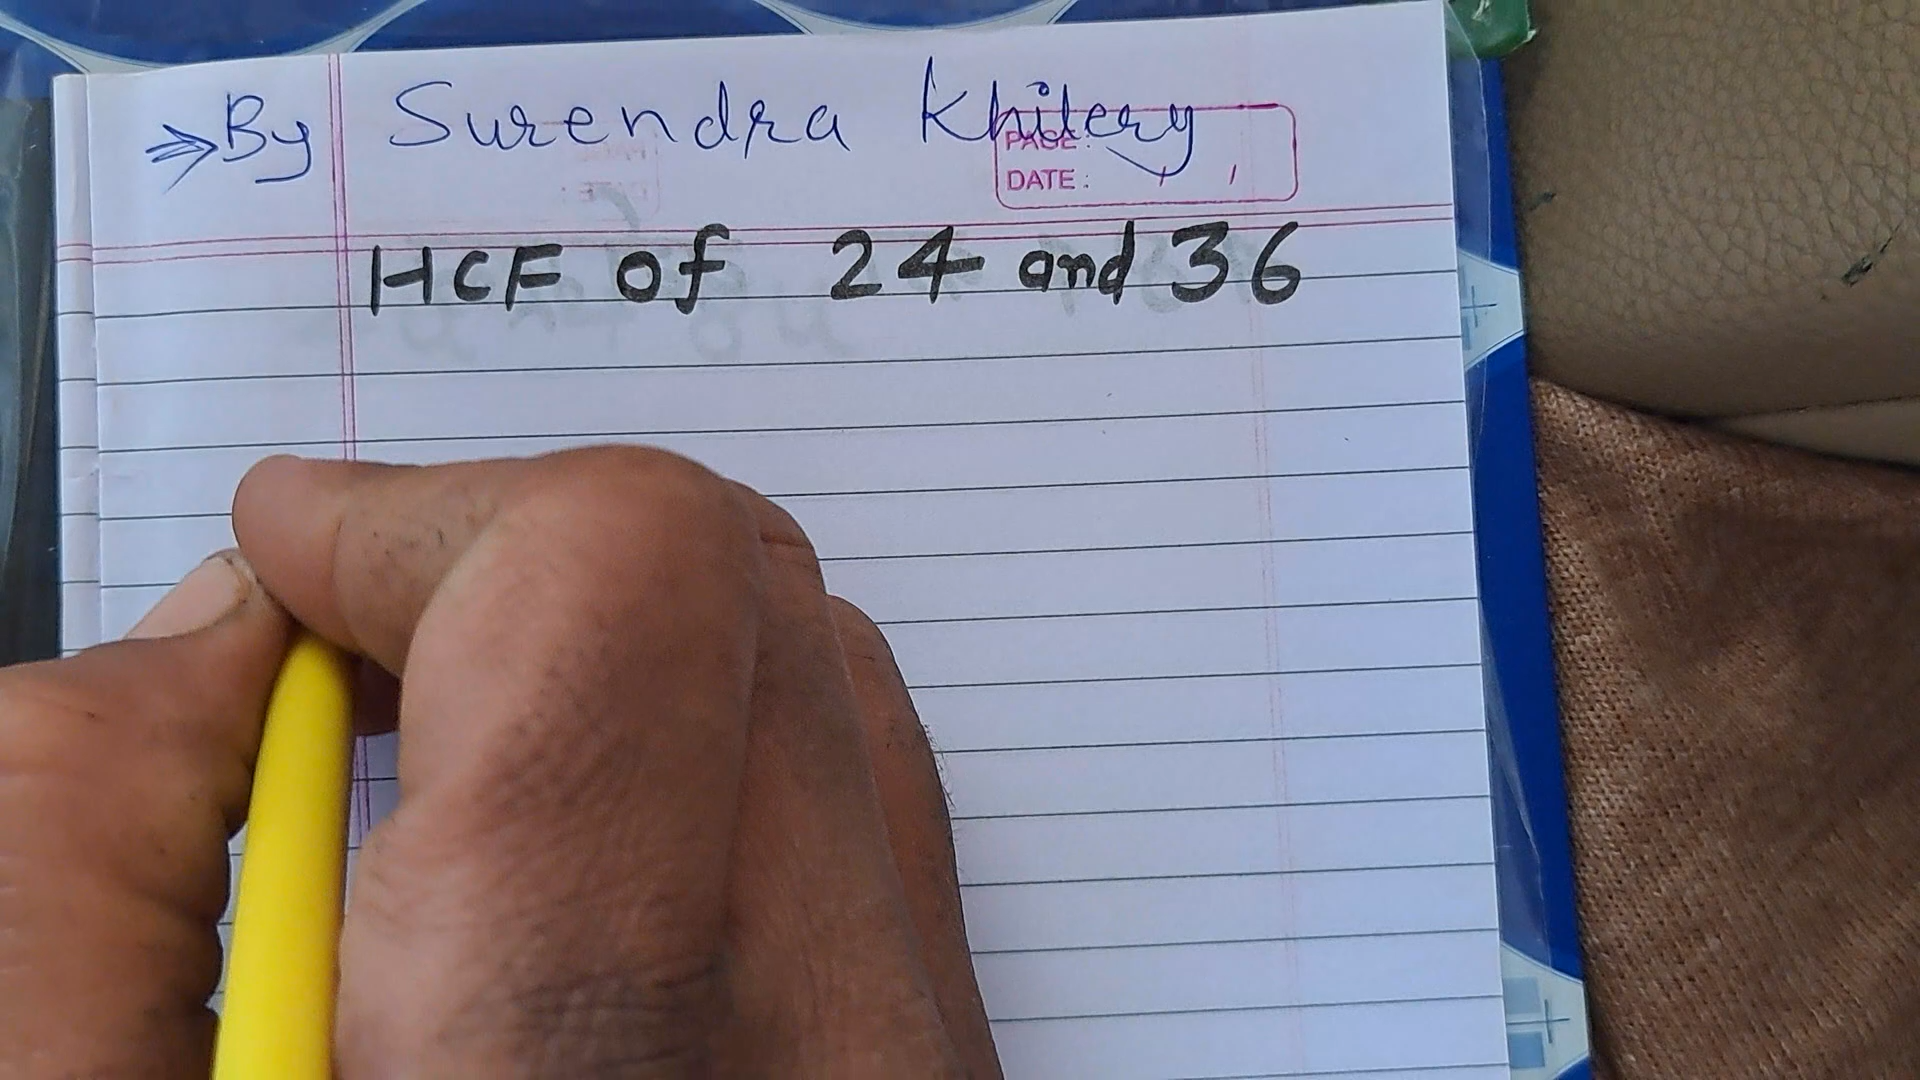 ⇒ By Surendra Khilery
PAGE:
DATE: / /
HCF of 24 and 36